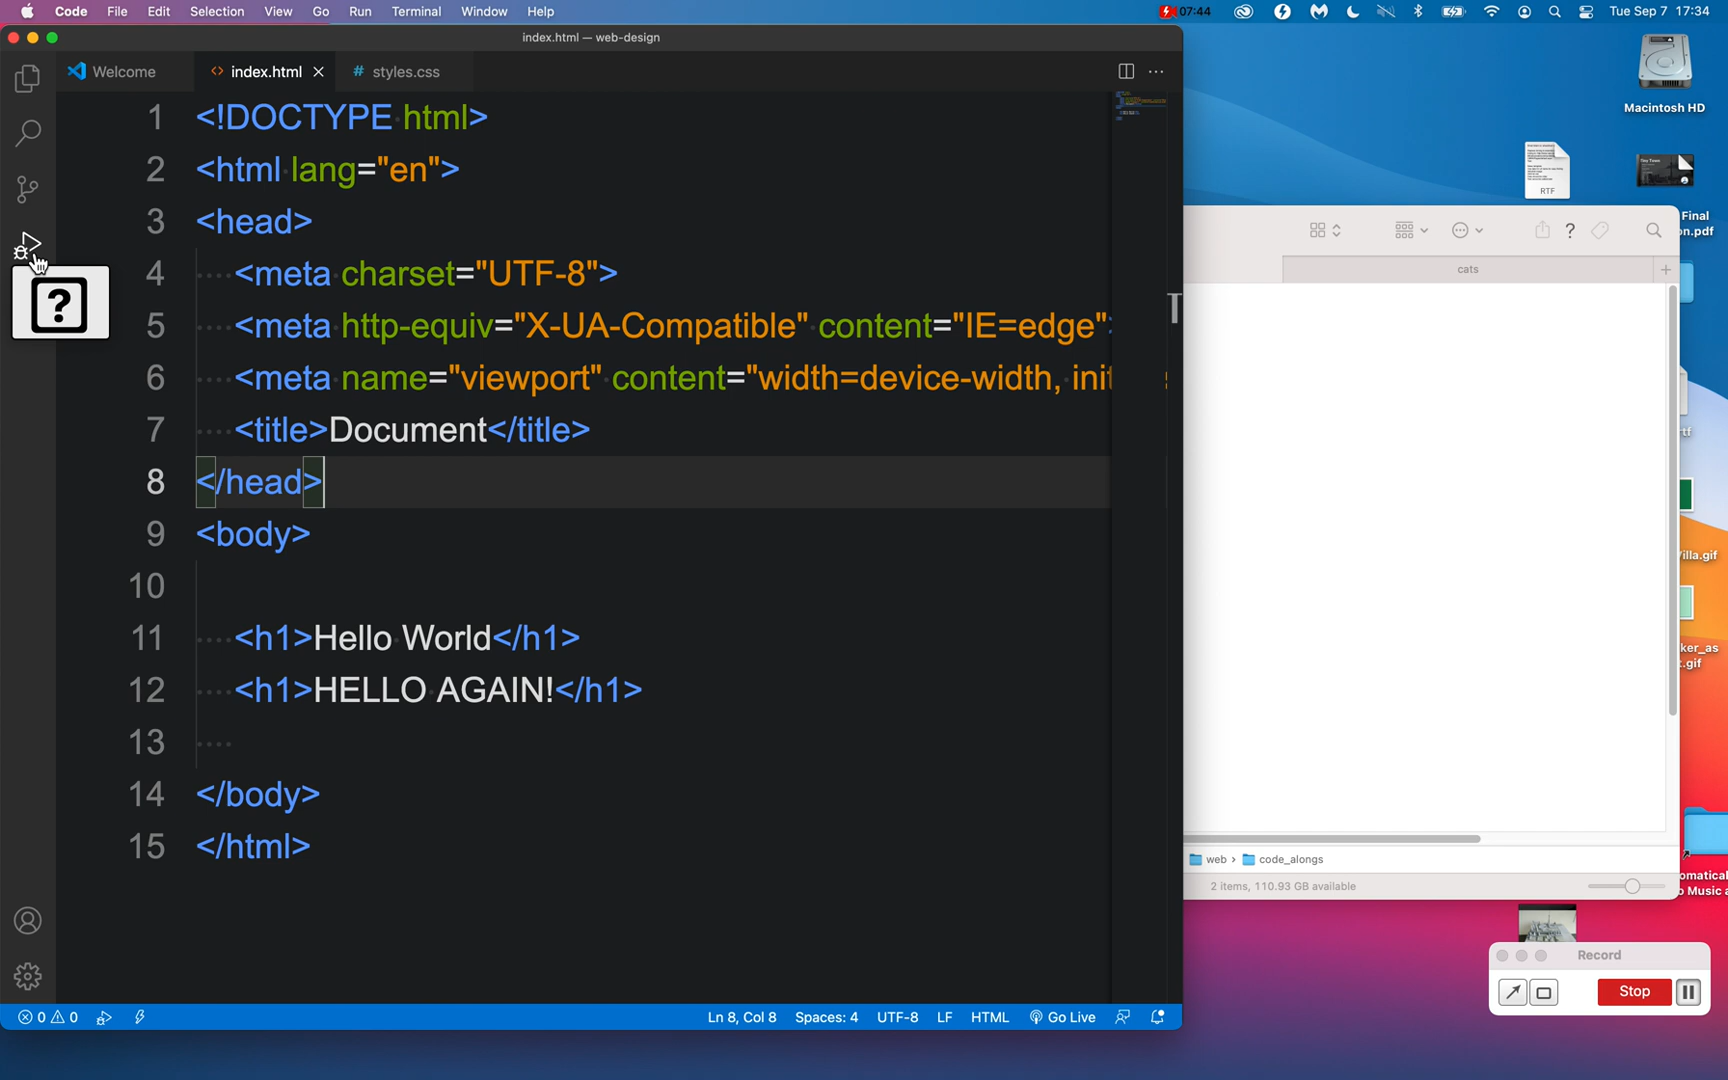 Code File Edit Selection View Go Run Terminal Window Help
07:44 Tue Sep 7 17:34
index.html — web-design
Welcome index.html styles.css
1 <!DOCTYPE html>
2 <html lang="en">
3 <head>
4 <meta charset="UTF-8">
5 <meta http-equiv="X-UA-Compatible" content="IE=edge"
6 <meta name="viewport" content="width=device-width, init
7 <title>Document</title>
8 </head>
9 <body>
10
11 <h1>Hello World</h1>
12 <h1>HELLO AGAIN!</h1>
13
14 </body>
15 </html>
?
Ln 8, Col 8 Spaces: 4 UTF-8 LF HTML Go Live
0 0
Macintosh HD
RTF
Final
on.pdf
cats
rtf
illa.gif
ker_as
t.gif
web › code_alongs
2 items, 110.93 GB available
omatical
o Music a
Record
Stop